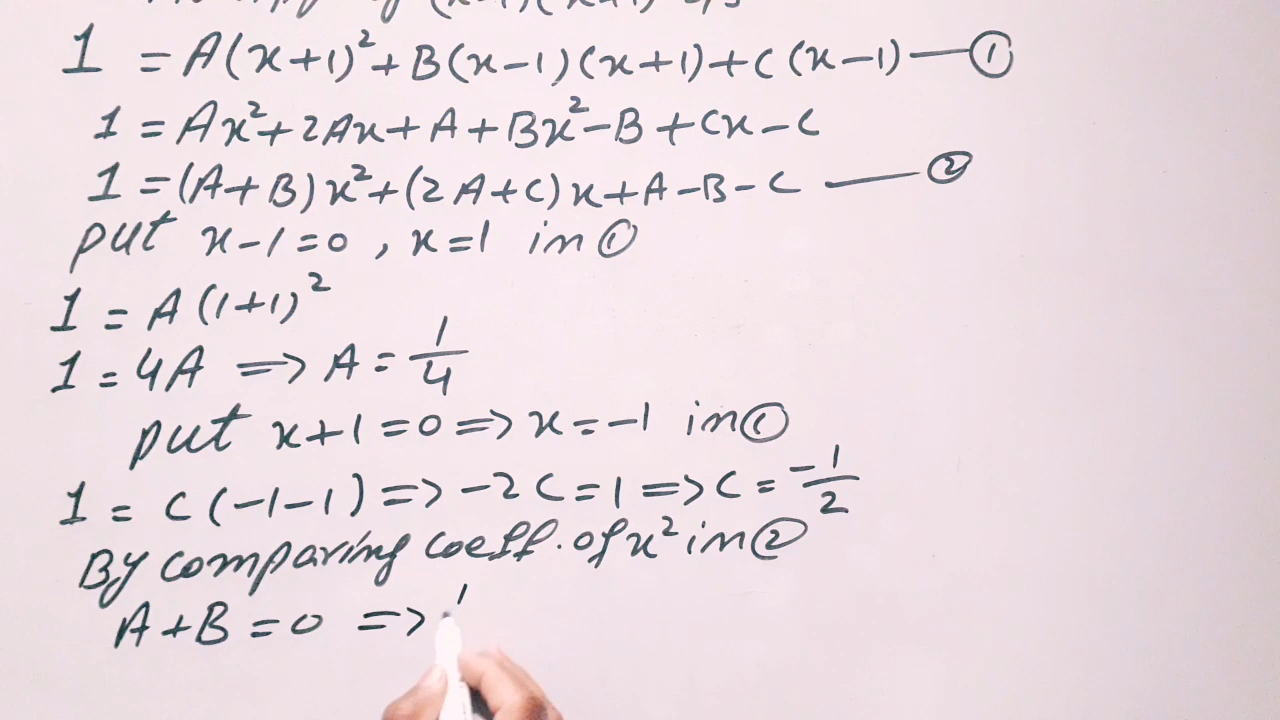 1 = A(x+1)²+B(x-1)(x+1)+C(x-1) — ①
1 = Ax²+2Ax+A+Bx²-B+Cx-C
1 = (A+B)x²+(2A+C)x+A-B-C — ②
put x-1=0, x=1 in ①
1 = A(1+1)²
1 = 4A => A = 1/4
put x+1=0 => x=-1 in ①
1 = C(-1-1) => -2C=1 => C = -1/2
By comparing coeff. of x² in ②
A+B=0 =>